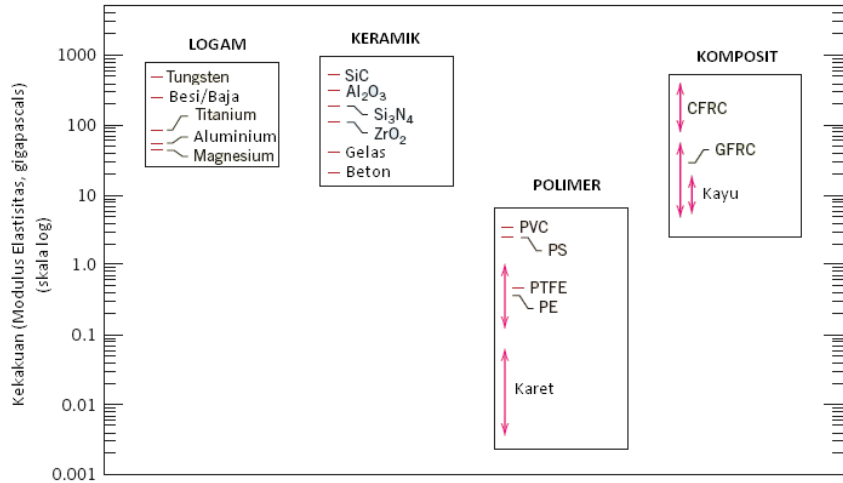 Kekakuan (Modulus Elastisitas, gigapascals)
(skala log)
1000
100
10
1.0
0.1
0.01
0.001
LOGAM
Tungsten
Besi/Baja
Titanium
Aluminium
Magnesium
KERAMIK
SiC
Al₂O₃
Si₃N₄
ZrO₂
Gelas
Beton
POLIMER
PVC
PS
PTFE
PE
Karet
KOMPOSIT
CFRC
GFRC
Kayu